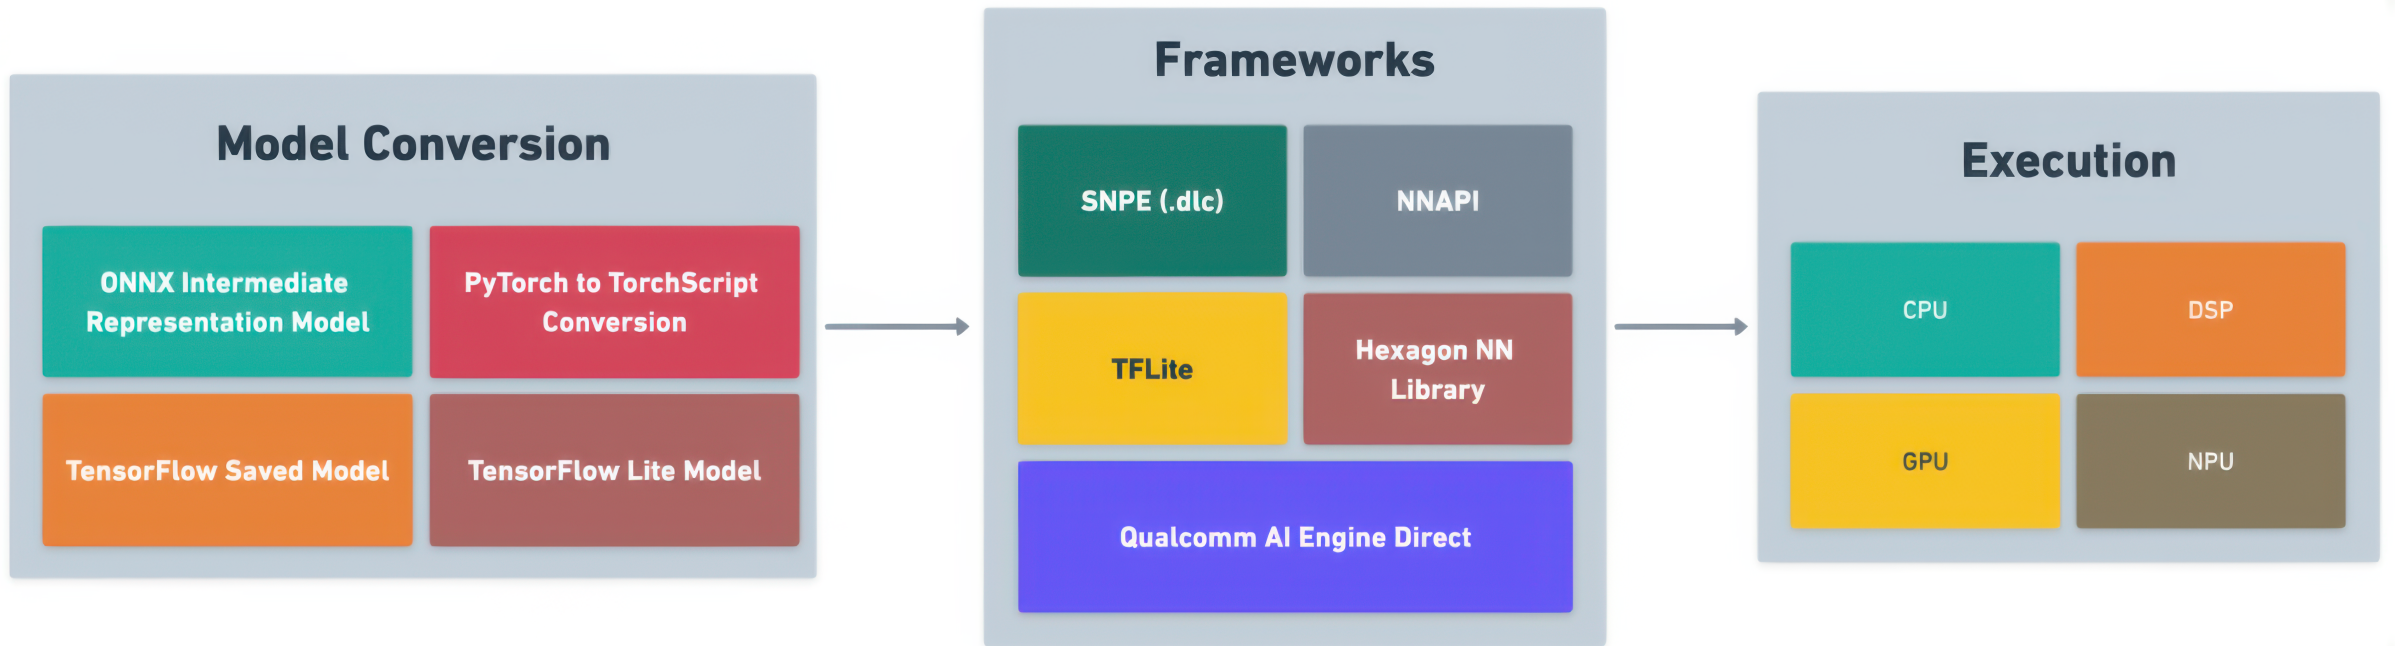 Model Conversion
ONNX Intermediate
Representation Model
PyTorch to TorchScript
Conversion
TensorFlow Saved Model
TensorFlow Lite Model
Frameworks
SNPE (.dlc)
NNAPI
TFLite
Hexagon NN
Library
Qualcomm AI Engine Direct
Execution
CPU
DSP
GPU
NPU